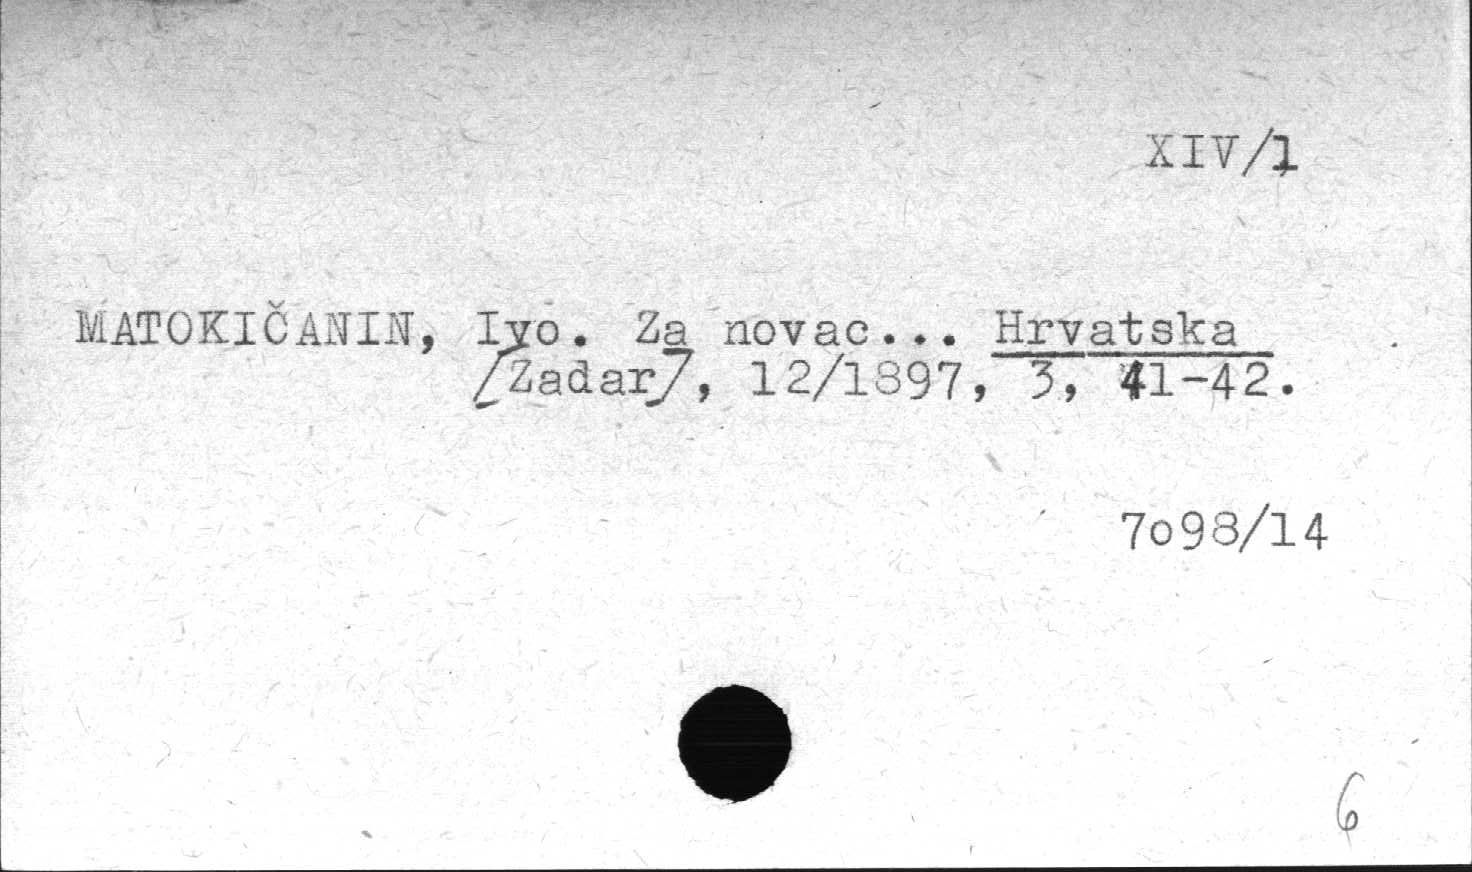 XIV/1
MATOKIČANIN, Ivo. Za novac... Hrvatska
/Zadar/, 12/1897, 3, 41-42.
7o98/14
6